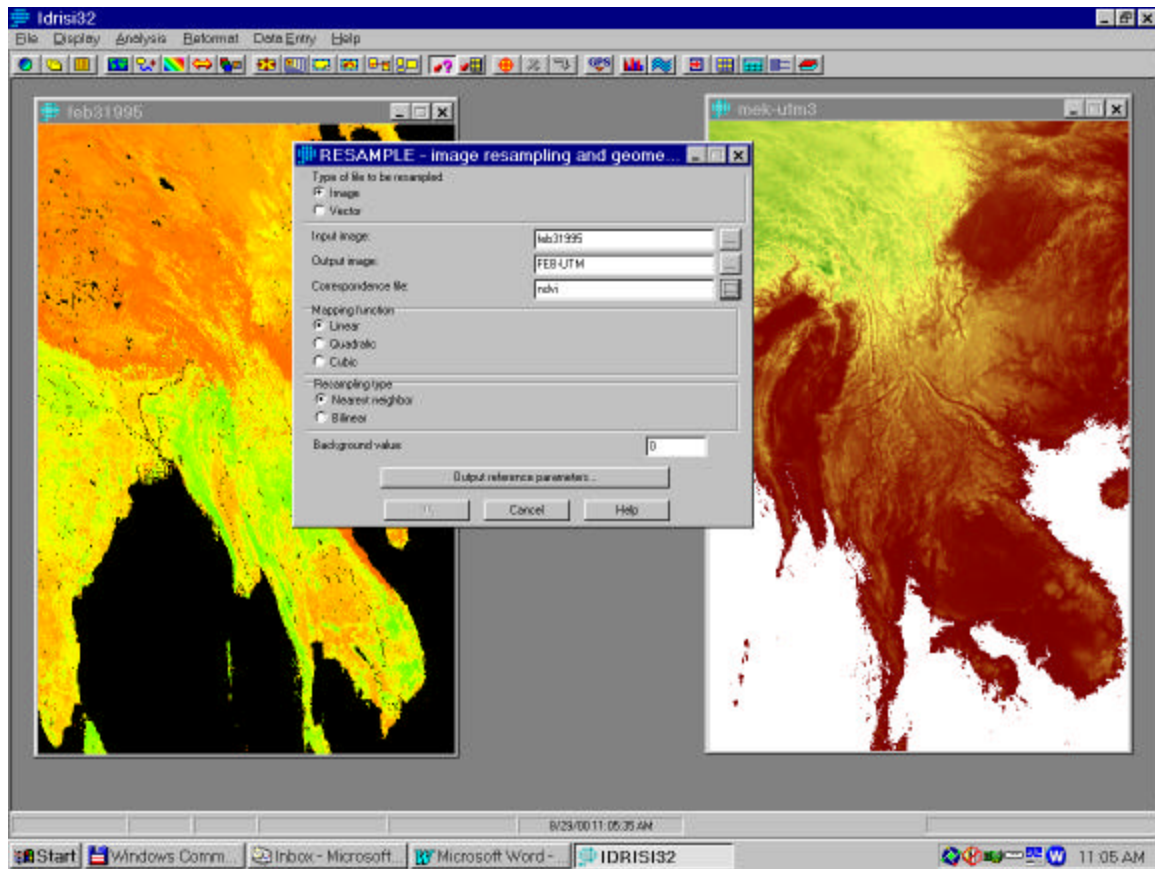 Idrisi32
File Display Analysis Reformat Data Entry Help
GPS
feb31995
mek-utm3
RESAMPLE - image resampling and geome...
Type of file to be resampled
Image
Vector
Input image: feb31995
Output image: FEB-UTM
Correspondence file: ndvi
Mapping function
Linear
Quadratic
Cubic
Resampling type
Nearest neighbor
Bilinear
Background value: 0
Output reference parameters...
Cancel Help
8/29/00 11:05:35 AM
Start Windows Comm... Inbox - Microsoft... Microsoft Word - ... IDRISI32 11:05 AM